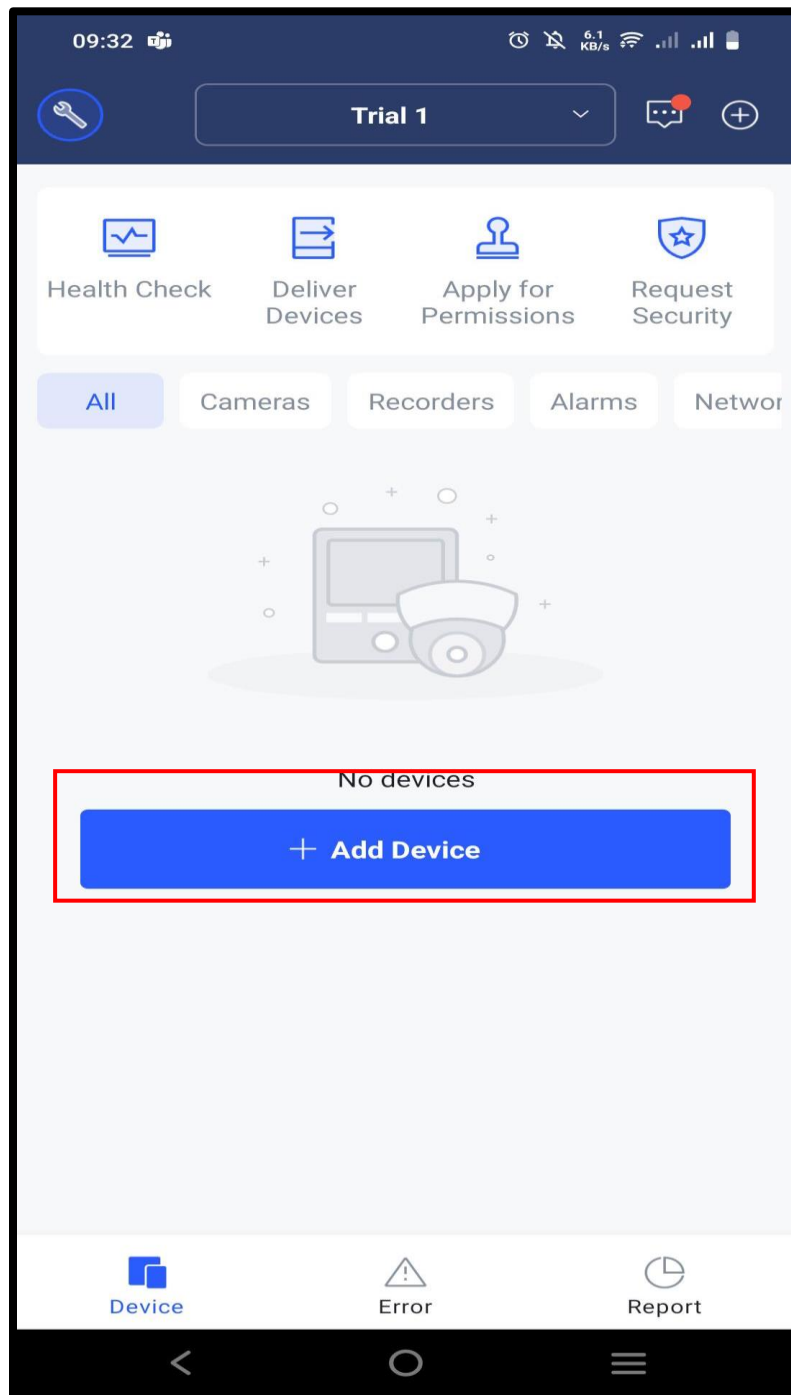 09:32
6.1
KB/s
Trial 1
Health Check
Deliver
Devices
Apply for
Permissions
Request
Security
All
Cameras
Recorders
Alarms
Networ
No devices
+ Add Device
Device
Error
Report